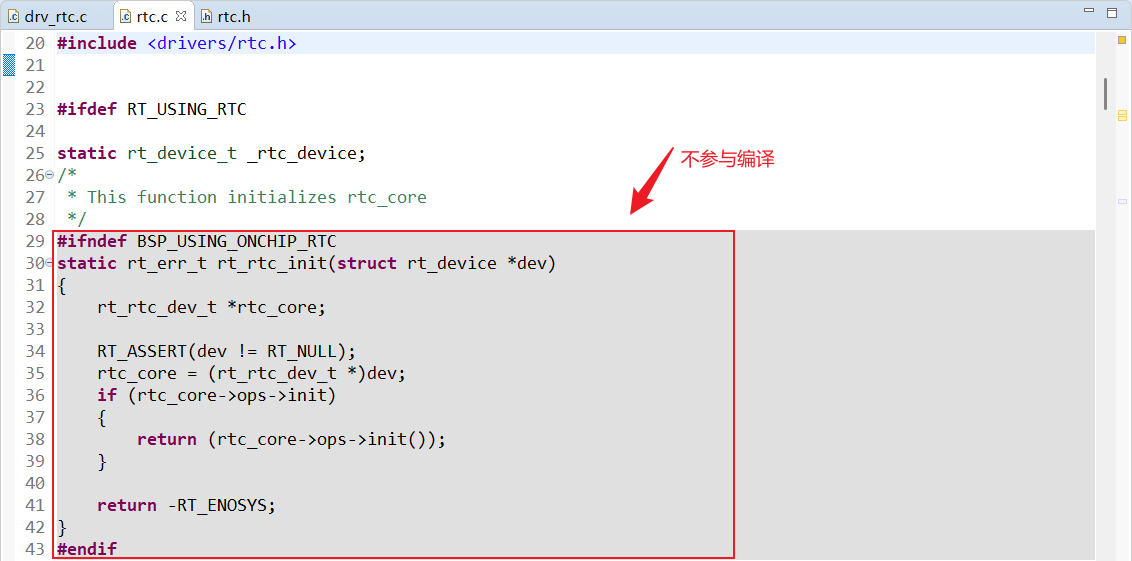 drv_rtc.c rtc.c rtc.h
20 #include <drivers/rtc.h>
21
22
23 #ifdef RT_USING_RTC
24
25 static rt_device_t _rtc_device;
不参与编译
26 /*
27  * This function initializes rtc_core
28  */
29 #ifndef BSP_USING_ONCHIP_RTC
30 static rt_err_t rt_rtc_init(struct rt_device *dev)
31 {
32     rt_rtc_dev_t *rtc_core;
33
34     RT_ASSERT(dev != RT_NULL);
35     rtc_core = (rt_rtc_dev_t *)dev;
36     if (rtc_core->ops->init)
37     {
38         return (rtc_core->ops->init());
39     }
40
41     return -RT_ENOSYS;
42 }
43 #endif